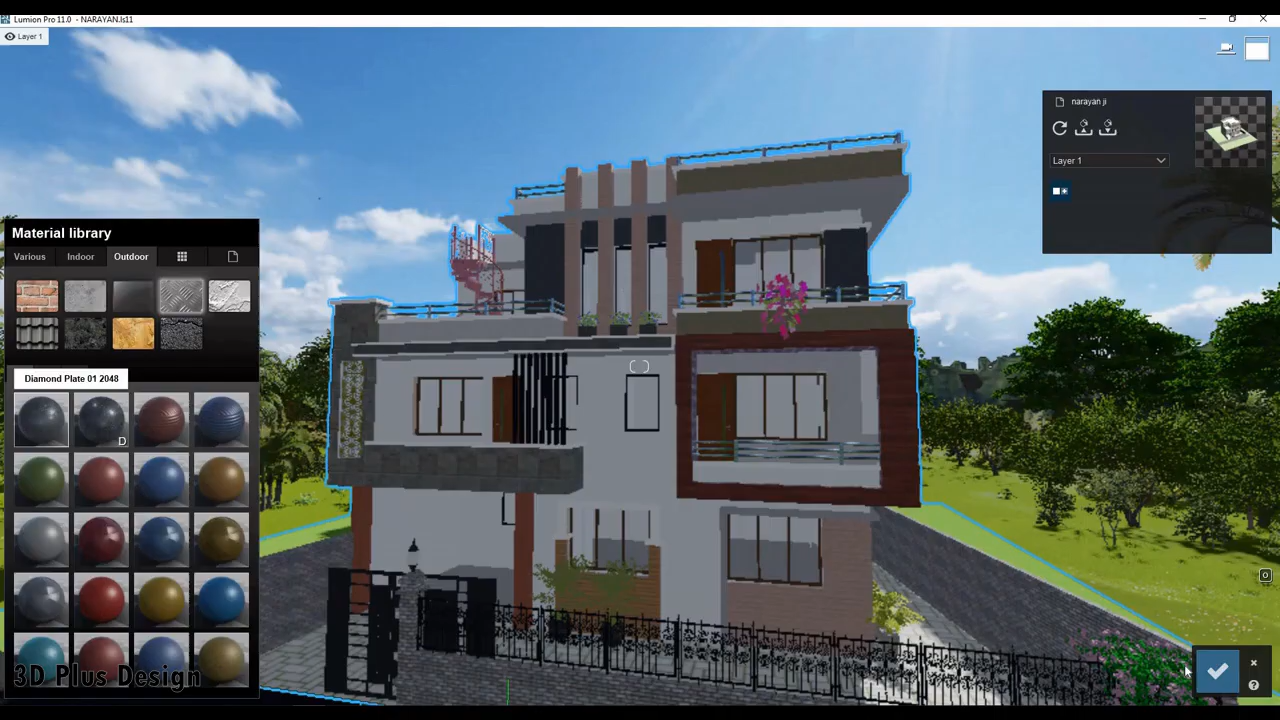 Lumion Pro 11.0 - NARAYAN.ls11
Layer 1
narayan ji
Layer 1
Material library
Various Indoor Outdoor
Diamond Plate 01 2048
D
3D Plus Design